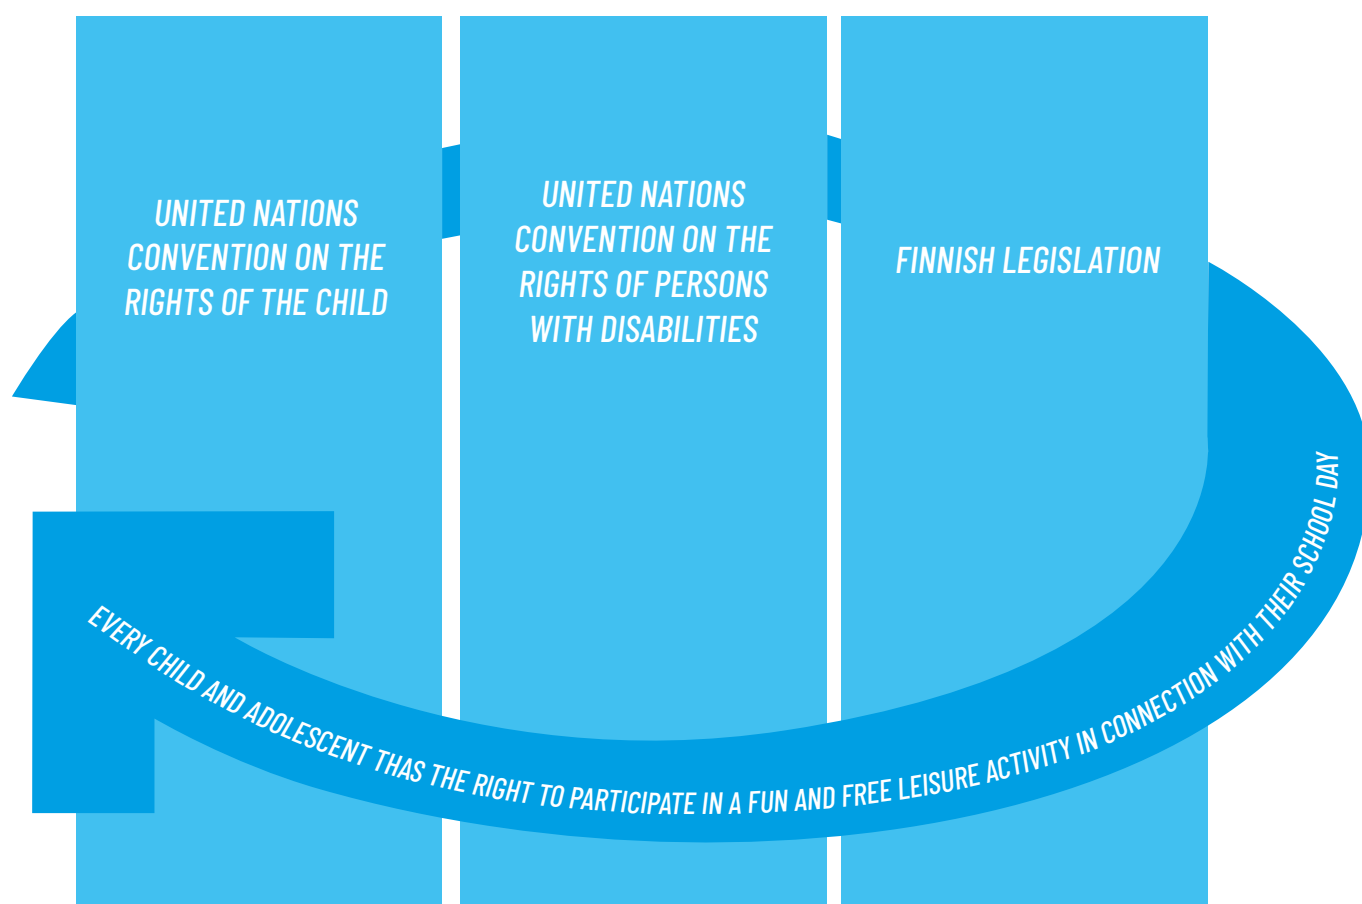 UNITED NATIONS
CONVENTION ON THE
RIGHTS OF THE CHILD
UNITED NATIONS
CONVENTION ON THE
RIGHTS OF PERSONS
WITH DISABILITIES
FINNISH LEGISLATION
EVERY CHILD AND ADOLESCENT THAS THE RIGHT TO PARTICIPATE IN A FUN AND FREE LEISURE ACTIVITY IN CONNECTION WITH THEIR SCHOOL DAY